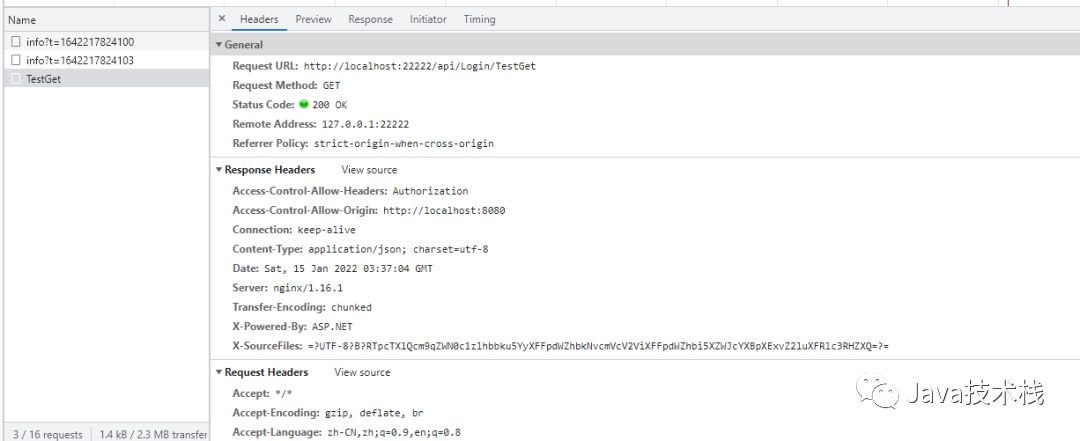 Name
× Headers Preview Response Initiator Timing
info?t=1642217824100
info?t=1642217824103
TestGet
General
Request URL: http://localhost:22222/api/Login/TestGet
Request Method: GET
Status Code: 200 OK
Remote Address: 127.0.0.1:22222
Referrer Policy: strict-origin-when-cross-origin
Response Headers View source
Access-Control-Allow-Headers: Authorization
Access-Control-Allow-Origin: http://localhost:8080
Connection: keep-alive
Content-Type: application/json; charset=utf-8
Date: Sat, 15 Jan 2022 03:37:04 GMT
Server: nginx/1.16.1
Transfer-Encoding: chunked
X-Powered-By: ASP.NET
X-SourceFiles:
Request Headers View source
Accept: */*
Accept-Encoding: gzip, deflate, br
Accept-Language: zh-CN,zh;q=0.9,en;q=0.8
3 / 16 requests 1.4 kB / 2.3 MB transfer
Java技术栈